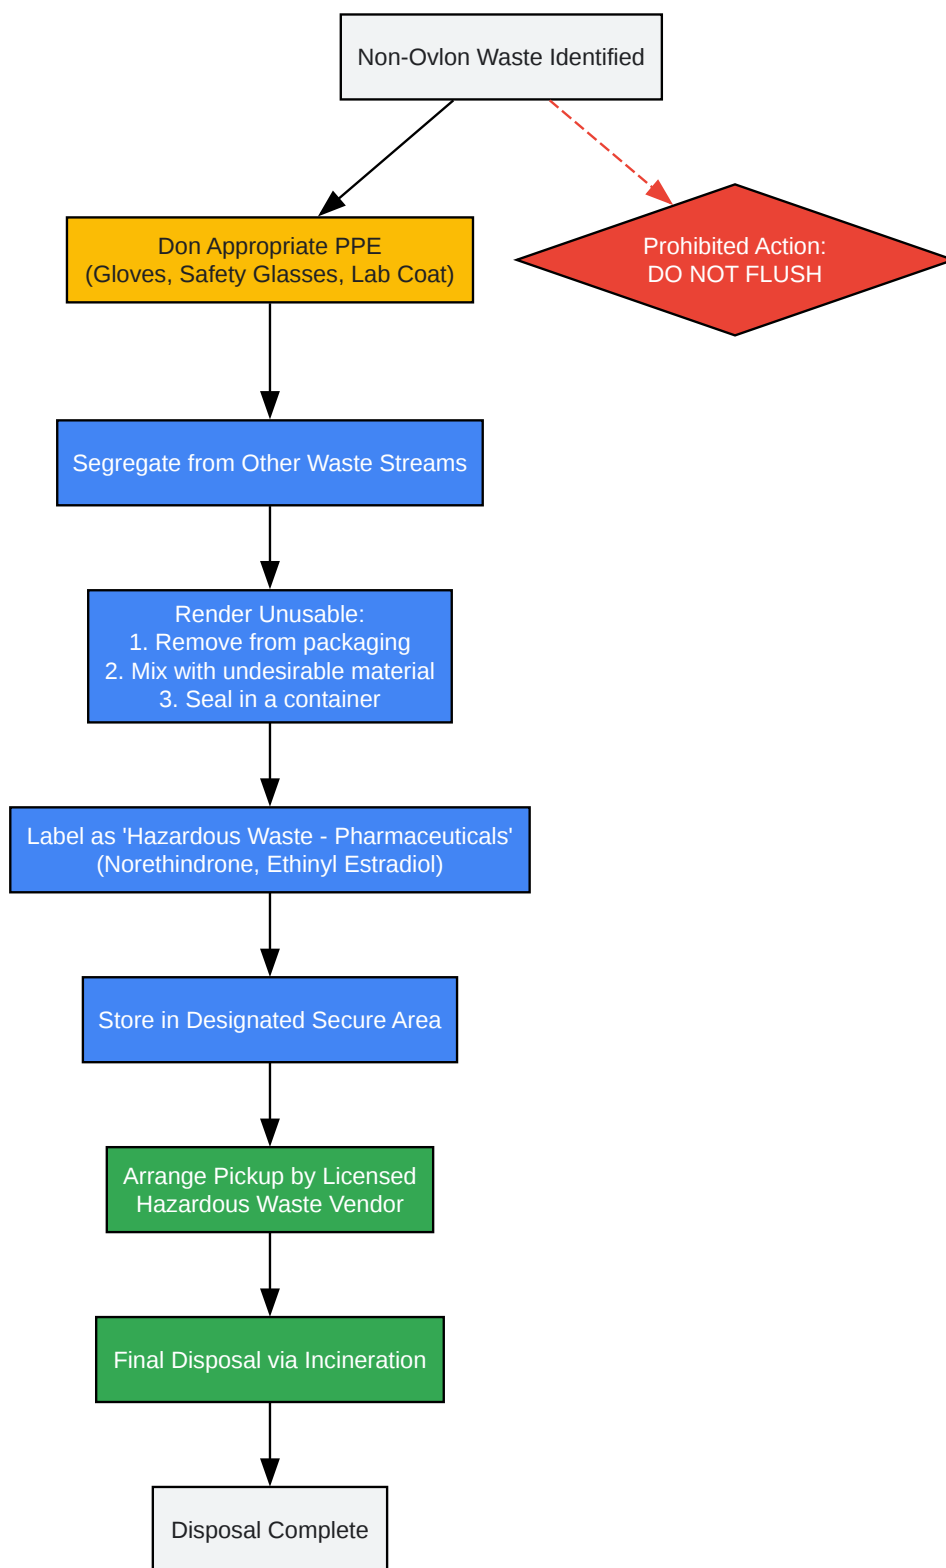 Non-Ovlon Waste Identified
Don Appropriate PPE
(Gloves, Safety Glasses, Lab Coat)
Prohibited Action:
DO NOT FLUSH
Segregate from Other Waste Streams
Render Unusable:
1. Remove from packaging
2. Mix with undesirable material
3. Seal in a container
Label as 'Hazardous Waste - Pharmaceuticals'
(Norethindrone, Ethinyl Estradiol)
Store in Designated Secure Area
Arrange Pickup by Licensed
Hazardous Waste Vendor
Final Disposal via Incineration
Disposal Complete